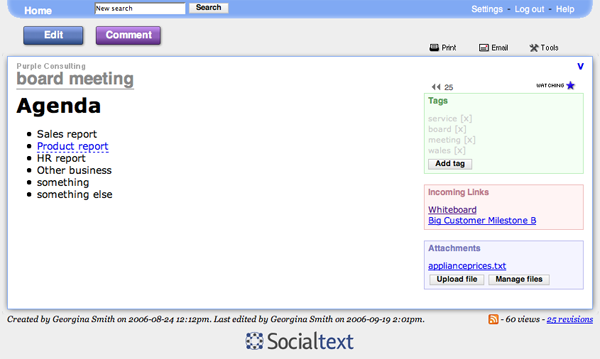 Home
New search
Search
Settings - Log out - Help
Edit
Comment
Print
Email
Tools
Purple Consulting
board meeting
V
25
WATCHING
Agenda
• Sales report
• Product report
• HR report
• Other business
• something
• something else
Tags
service [x]
board [x]
meeting [x]
wales [x]
Add tag
Incoming Links
Whiteboard
Big Customer Milestone B
Attachments
applianceprices.txt
Upload file
Manage files
Created by Georgina Smith on 2006-08-24 12:12pm. Last edited by Georgina Smith on 2006-09-19 2:01pm.
- 60 views - 25 revisions
Socialtext